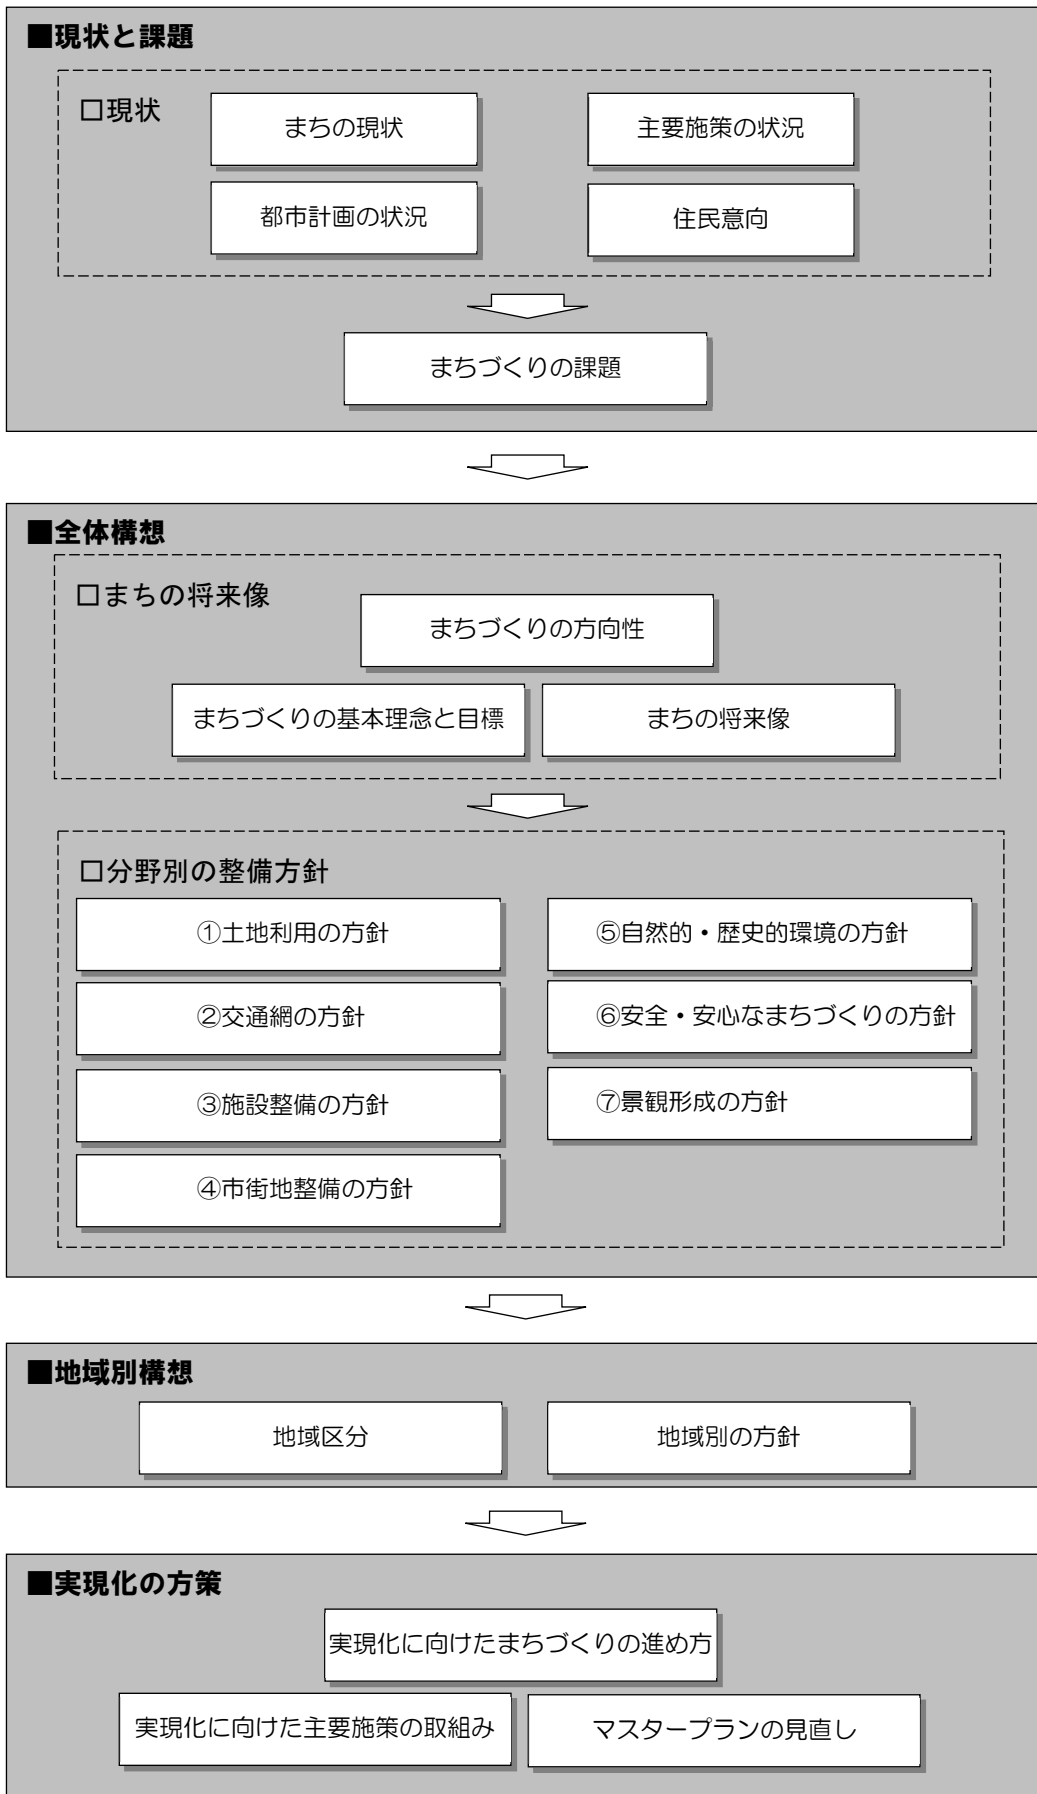 ■現状と課題
□現状
まちの現状
主要施策の状況
都市計画の状況
住民意向
まちづくりの課題
■全体構想
□まちの将来像
まちづくりの方向性
まちづくりの基本理念と目標
まちの将来像
□分野別の整備方針
①土地利用の方針
②交通網の方針
③施設整備の方針
④市街地整備の方針
⑤自然的・歴史的環境の方針
⑥安全・安心なまちづくりの方針
⑦景観形成の方針
■地域別構想
地域区分
地域別の方針
■実現化の方策
実現化に向けたまちづくりの進め方
実現化に向けた主要施策の取組み
マスタープランの見直し